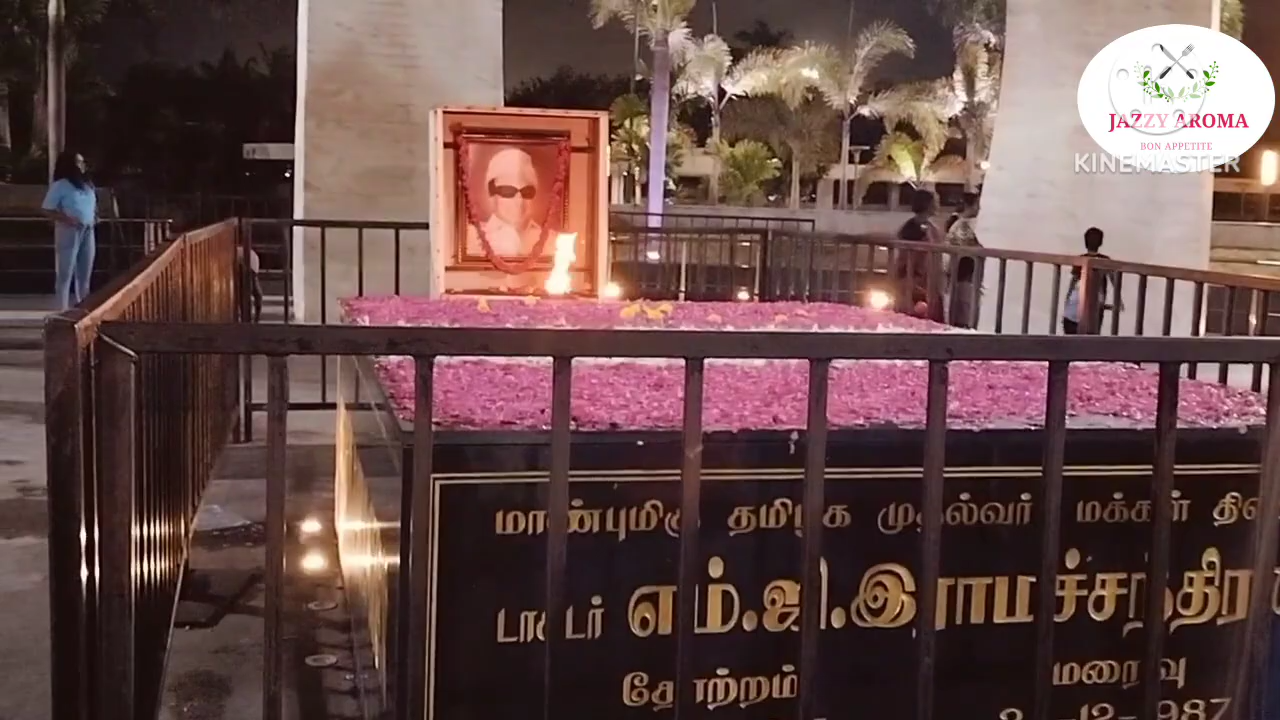 JAZZY AROMA
BON APPETITE
KINEMASTER
மாண்புமிகு தமிழக முதல்வர் மக்கள்
டாக்டர் எம்.ஜி.இராமச்சந்திர
தோற்றம் மறைவு